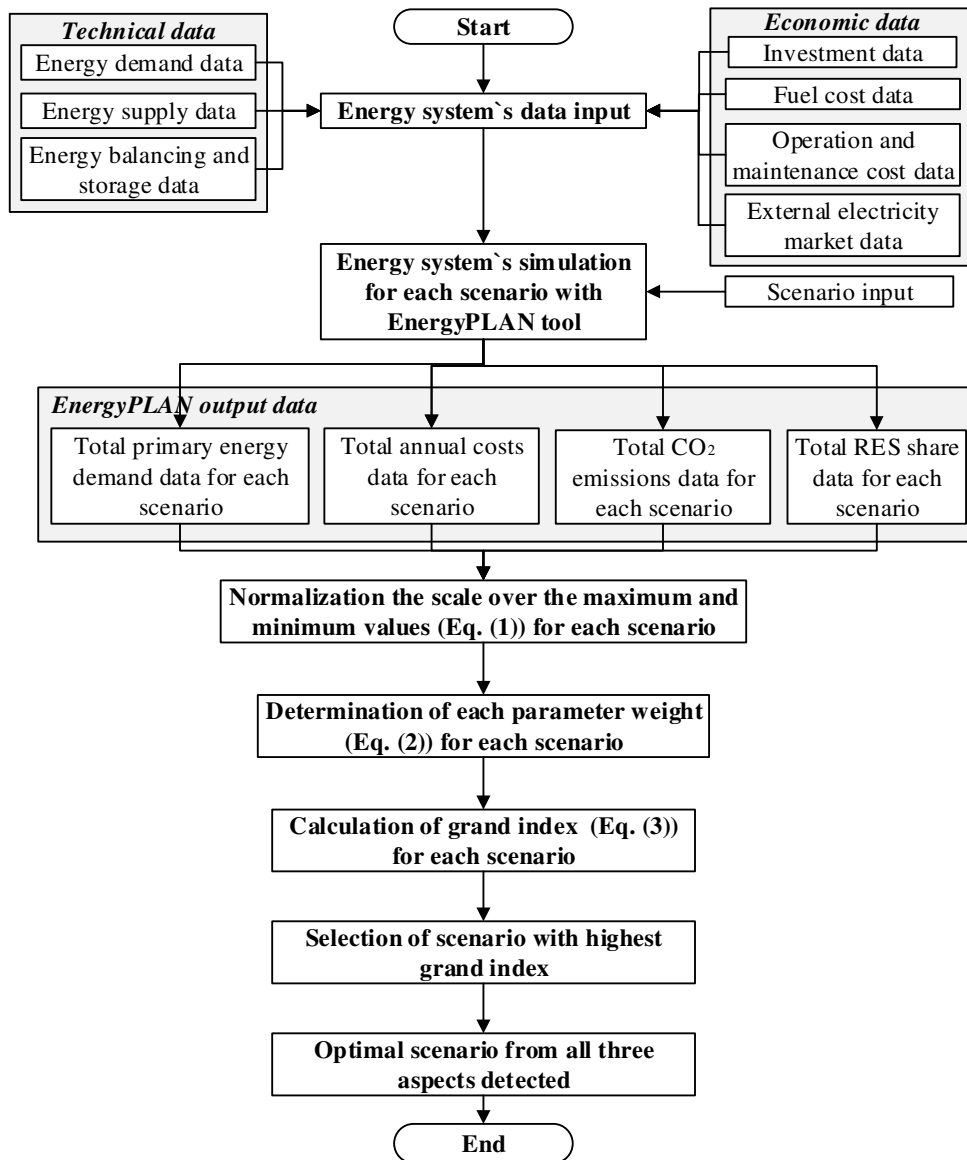 Technical data
Energy demand data
Energy supply data
Energy balancing and
storage data
Start
Energy system`s data input
Economic data
Investment data
Fuel cost data
Operation and
maintenance cost data
External electricity
market data
Energy system`s simulation
for each scenario with
EnergyPLAN tool
Scenario input
EnergyPLAN output data
Total primary energy
demand data for each
scenario
Total annual costs
data for each
scenario
Total CO₂
emissions data for
each scenario
Total RES share
data for each
scenario
Normalization the scale over the maximum and
minimum values (Eq. (1)) for each scenario
Determination of each parameter weight
(Eq. (2)) for each scenario
Calculation of grand index (Eq. (3))
for each scenario
Selection of scenario with highest
grand index
Optimal scenario from all three
aspects detected
End